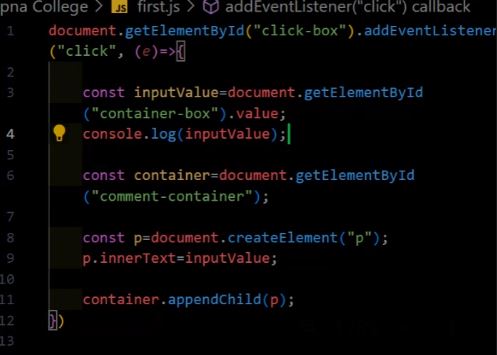 pna College > JS first.js > addEventListener("click") callback
1 document.getElementById("click-box").addEventListener
("click", (e)=>{
2
3 const inputValue=document.getElementById
("container-box").value;
4 console.log(inputValue);
5
6 const container=document.getElementById
("comment-container");
7
8 const p=document.createElement("p");
9 p.innerText=inputValue;
10
11 container.appendChild(p);
12 })
13